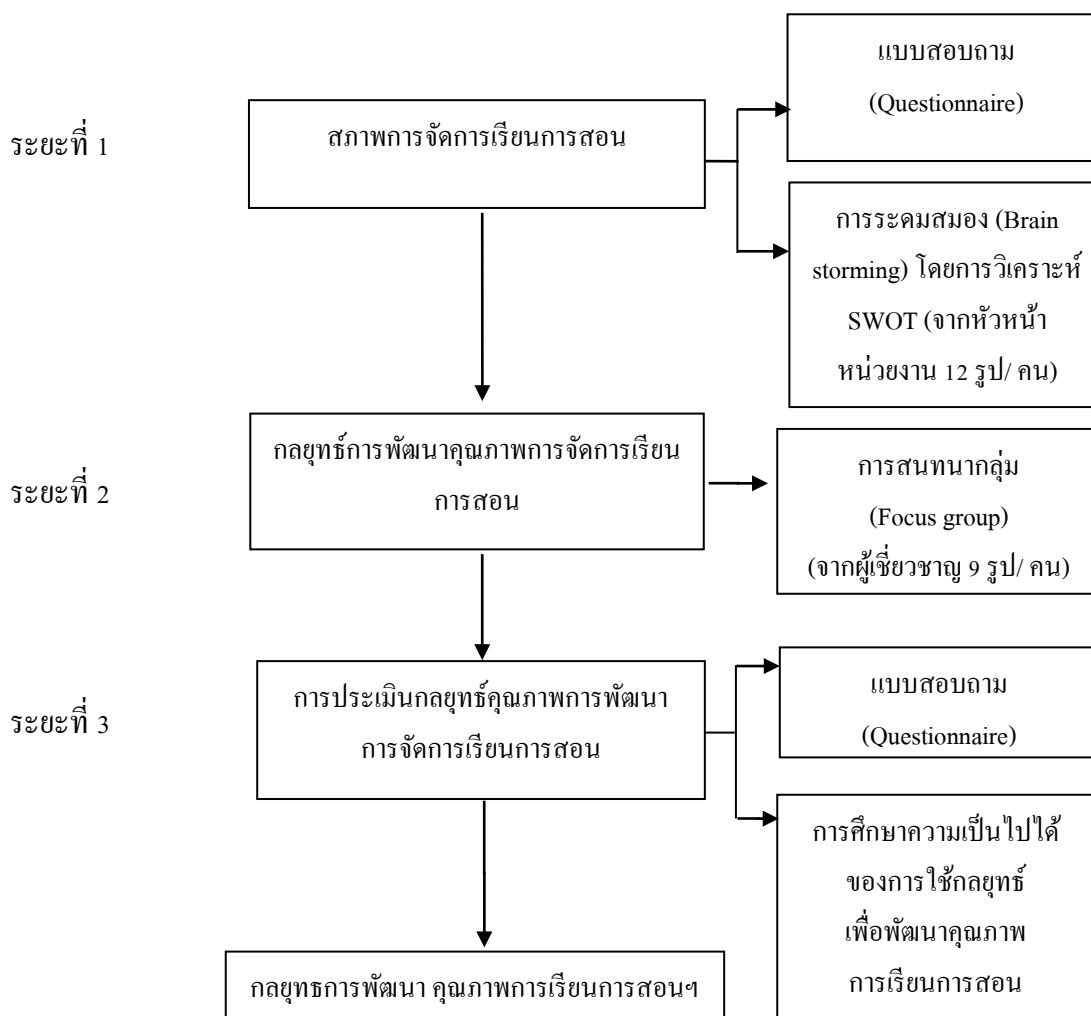 แบบสอบถาม
(Questionnaire)
ระยะที่ 1
สภาพการจัดการเรียนการสอน
การระดมสมอง (Brain
storming) โดยการวิเคราะห์
SWOT (จากหัวหน้า
หน่วยงาน 12 รูป/ คน)
ระยะที่ 2
กลยุทธ์การพัฒนาคุณภาพการจัดการเรียน
การสอน
การสนทนากลุ่ม
(Focus group)
(จากผู้เชี่ยวชาญ 9 รูป/ คน)
ระยะที่ 3
การประเมินกลยุทธ์คุณภาพการพัฒนา
การจัดการเรียนการสอน
แบบสอบถาม
(Questionnaire)
การศึกษาความเป็นไปได้
ของการใช้กลยุทธ์
เพื่อพัฒนาคุณภาพ
การเรียนการสอน
กลยุทธการพัฒนา คุณภาพการเรียนการสอนฯ